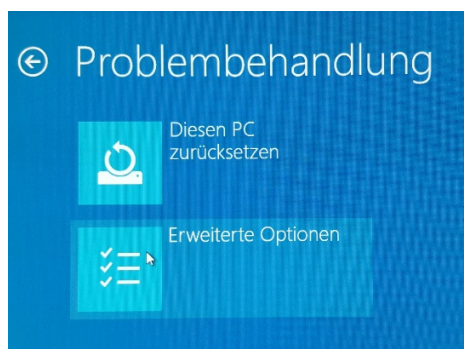 Problembehandlung
Diesen PC
zurücksetzen
Erweiterte Optionen